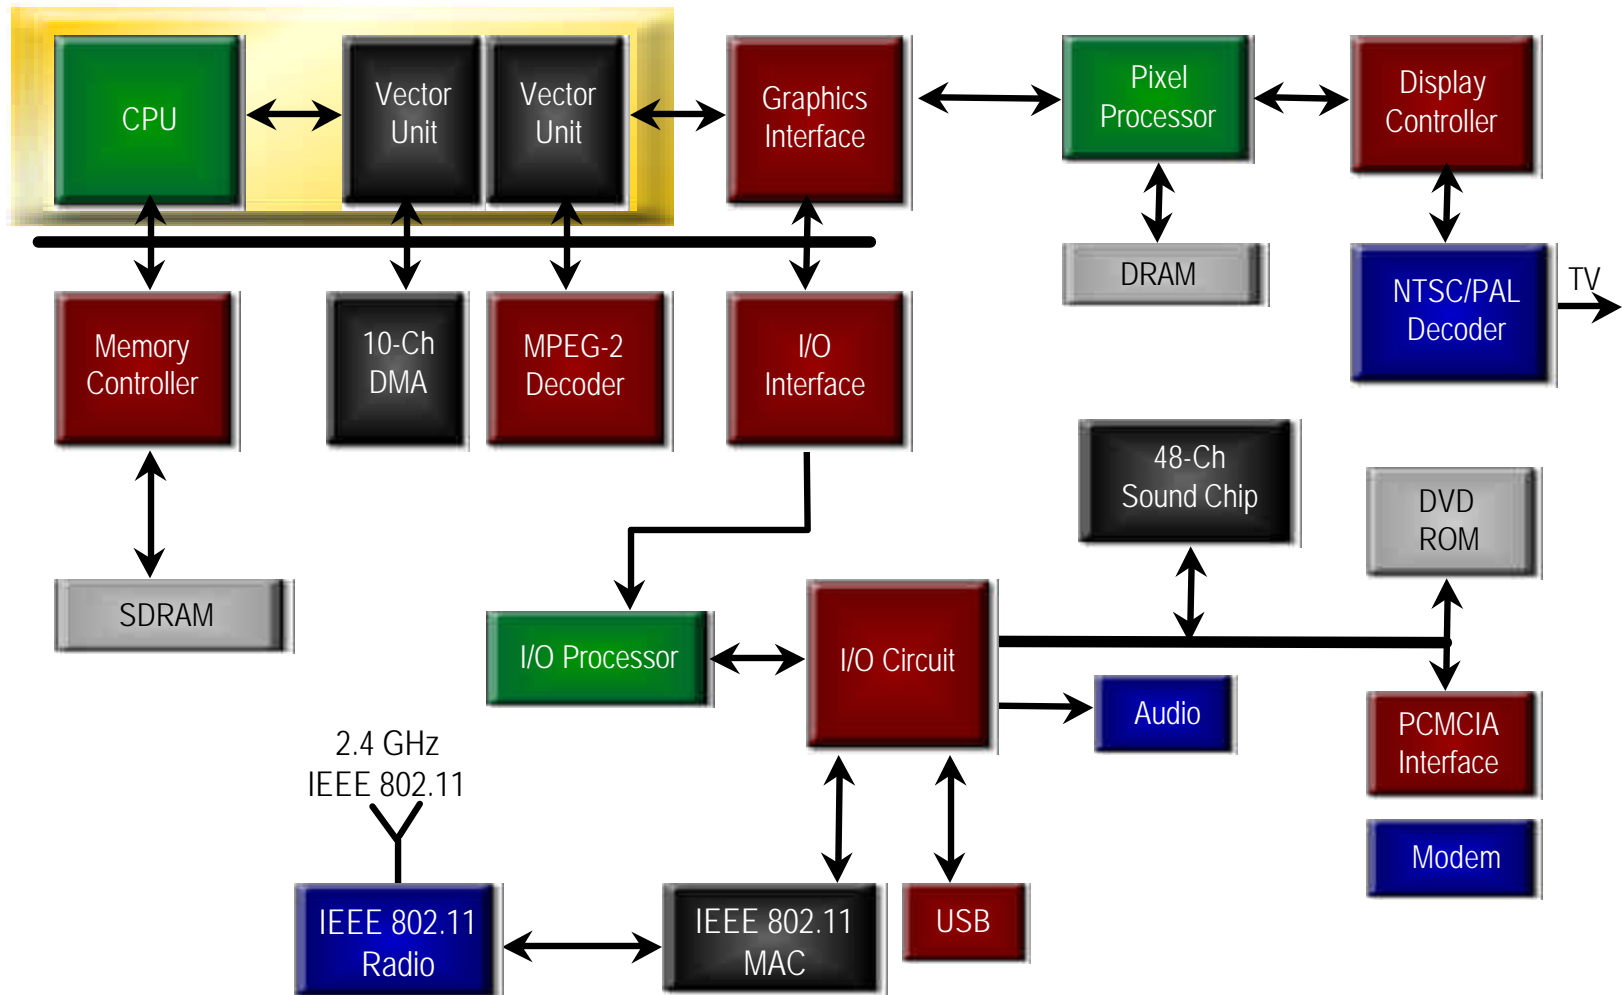 CPU
Vector
Unit
Vector
Unit
Graphics
Interface
Pixel
Processor
Display
Controller
DRAM
NTSC/PAL
Decoder
TV
Memory
Controller
10-Ch
DMA
MPEG-2
Decoder
I/O
Interface
48-Ch
Sound Chip
DVD
ROM
SDRAM
I/O Processor
I/O Circuit
Audio
PCMCIA
Interface
2.4 GHz
IEEE 802.11
Modem
IEEE 802.11
Radio
IEEE 802.11
MAC
USB